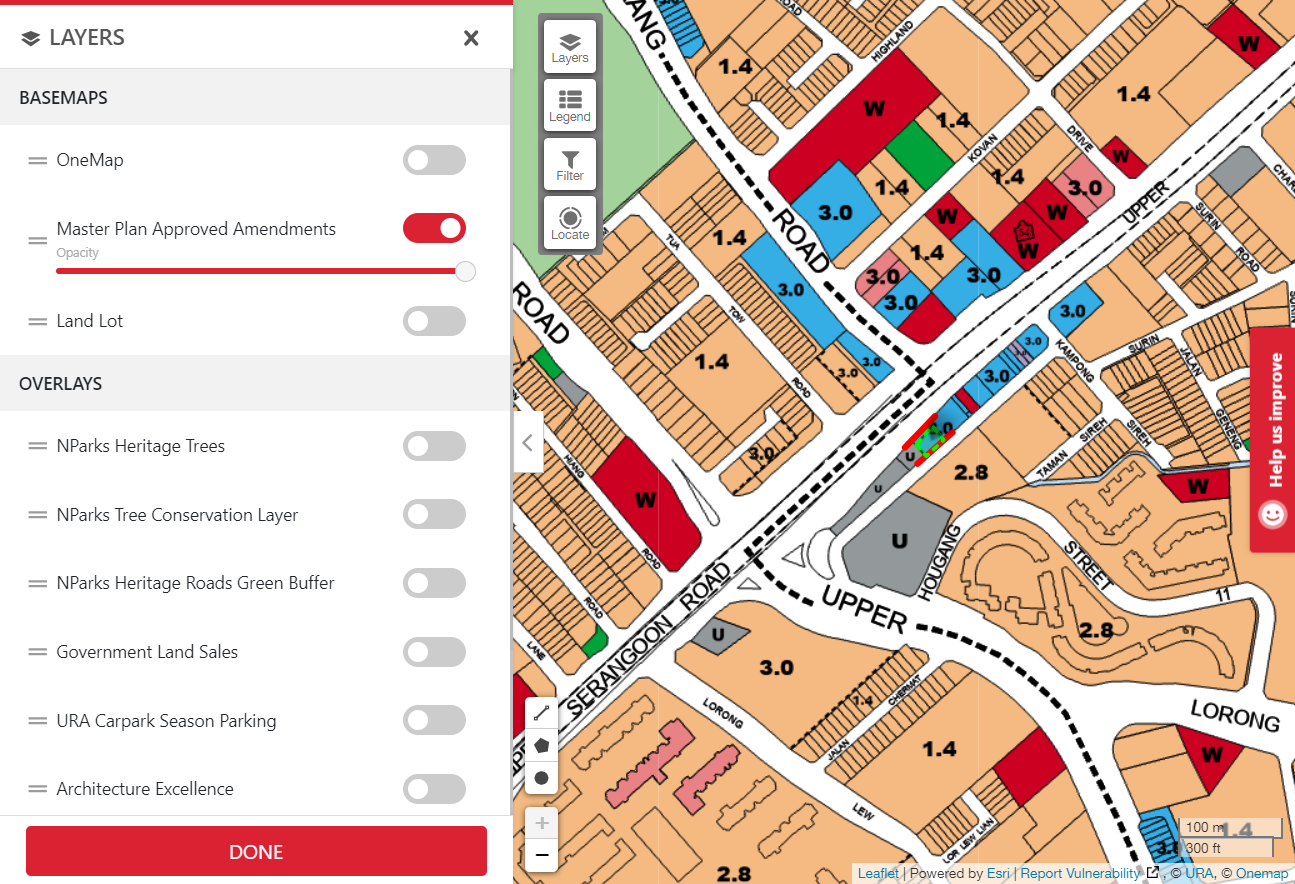 LAYERS
BASEMAPS
OneMap
Master Plan Approved Amendments
Opacity
Land Lot
OVERLAYS
NParks Heritage Trees
NParks Tree Conservation Layer
NParks Heritage Roads Green Buffer
Government Land Sales
URA Carpark Season Parking
Architecture Excellence
DONE
Layers
Legend
Filter
Locate
ROAD
HIGHLAND
W
1.4
1.4
W
1.4
KOVAN
DRIVE
W
1.4
1.4
3.0
3.0
W
W
UPPER
W
SURIN
ROAD
TUA
1.4
ROAD
1.4
3.0
3.0
3.0
3.0
3.0
ROAD
TOW
3.0
3.0
KAMPONG
SURIN
JALAN
1.4
3.0
3.0
3.0
ROAD
GENENG
3.0
SIREH
SIREH
TAMAN
U
2.8
HIANG
W
U
W
U
HOUGANG
STREET
11
ROAD
ROAD
UPPER
ROAD
SERANGOON
LANE
U
2.8
3.0
1.4
CHERMAT
JALAN
LORONG
LORONG
1.4
W
LEW
LOR LEW LIAN
2.8
3.0
1.4
100 m
300 ft
Help us improve
Leaflet | Powered by Esri | Report Vulnerability , © URA, © Onemap